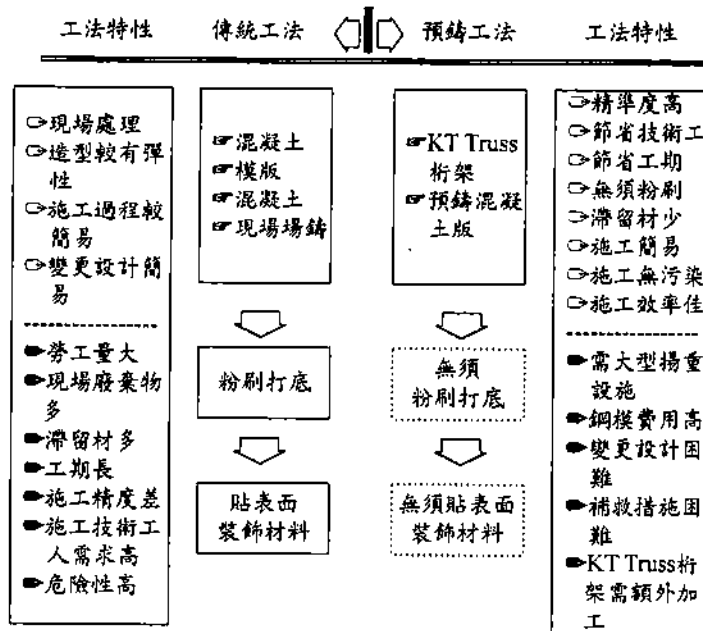 工法特性
傳統工法
預鑄工法
工法特性
現場處理
造型較有彈
性
施工過程較
簡易
變更設計簡
易
勞工量大
現場廢棄物
多
滯留材多
工期長
施工精度差
施工技術工
人需求高
危險性高
混凝土
模版
混凝土
現場場鑄
粉刷打底
貼表面
裝飾材料
KT Truss
桁架
預鑄混凝
土版
無須
粉刷打底
無須貼表面
裝飾材料
精準度高
節省技術工
節省工期
無須粉刷
滯留材少
施工簡易
施工無污染
施工效率佳
需大型揚重
設施
鋼模費用高
變更設計困
難
補救措施困
難
KT Truss桁
架需額外加
工